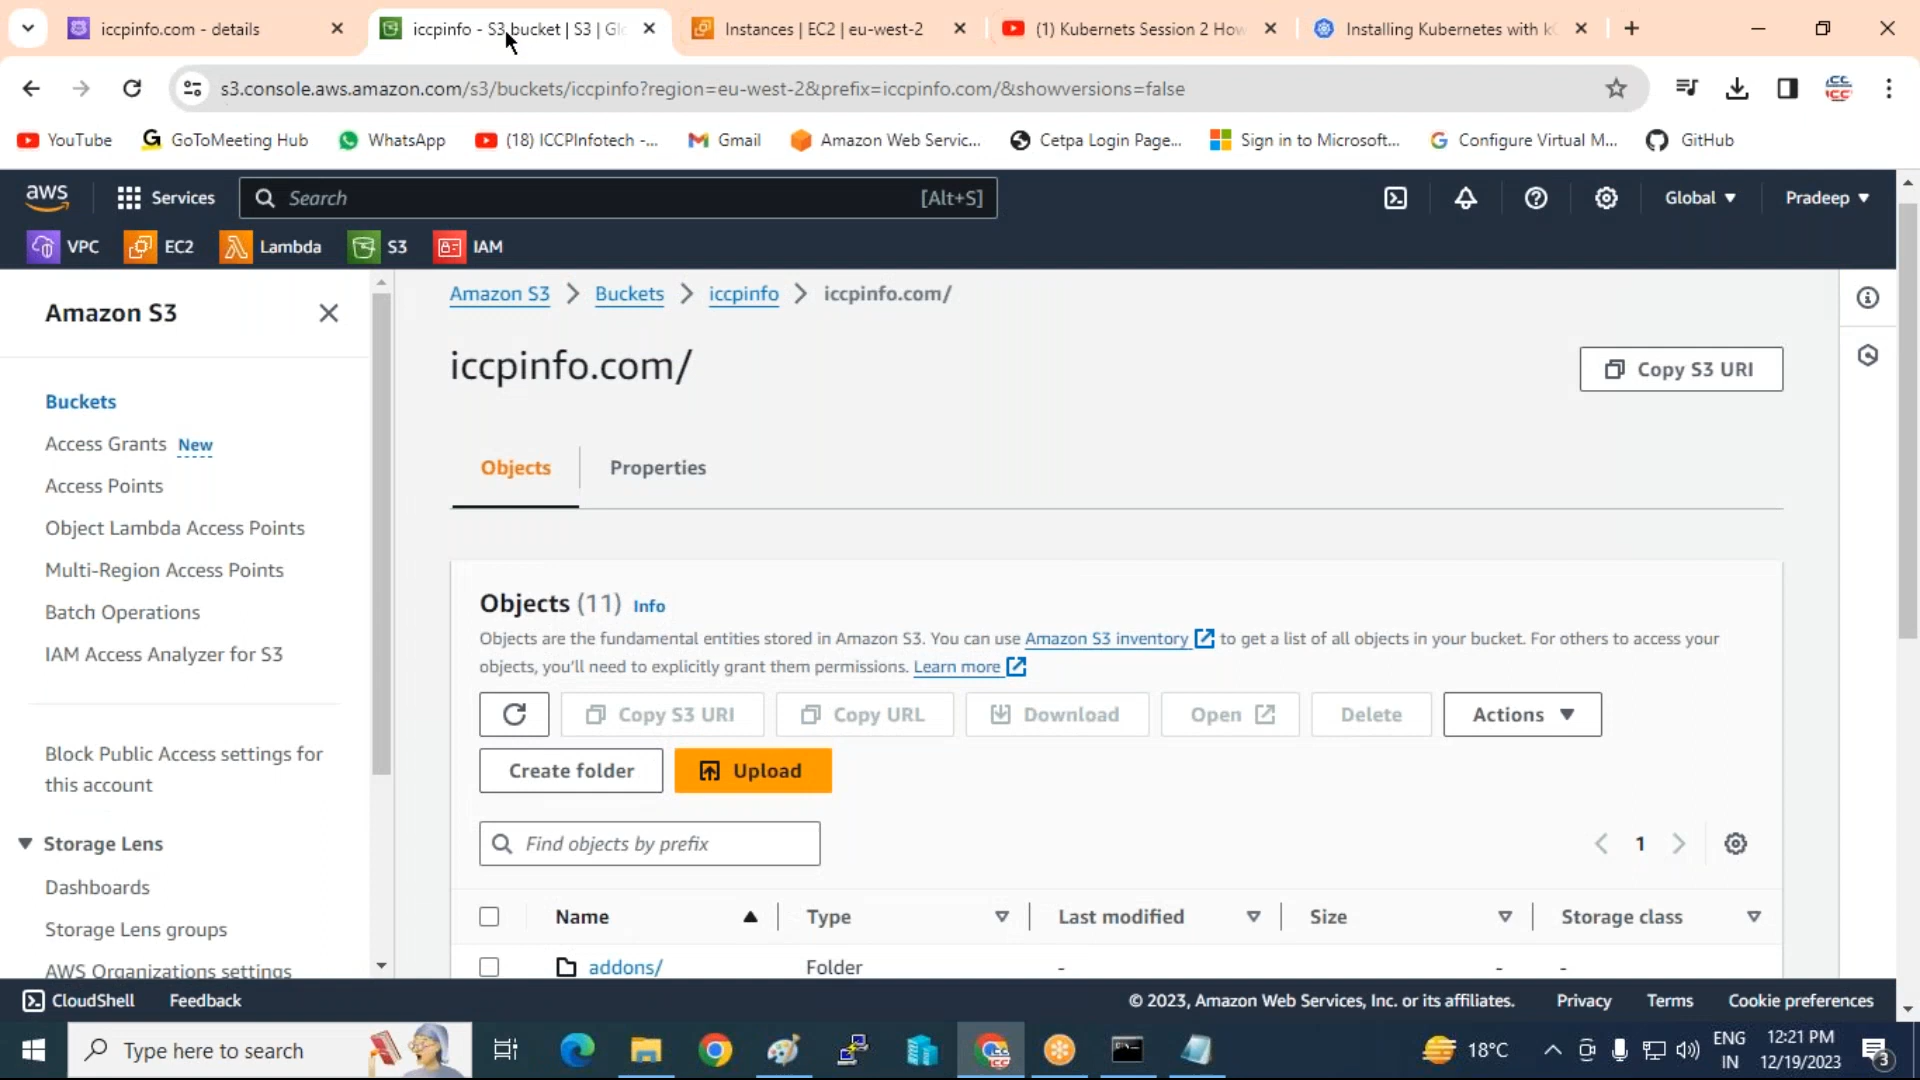 iccpinfo.com - details
iccpinfo - S3 bucket | S3 | Glo
Instances | EC2 | eu-west-2
(1) Kubernets Session 2 How
Installing Kubernetes with kO
s3.console.aws.amazon.com/s3/buckets/iccpinfo?region=eu-west-2&prefix=iccpinfo.com/&showversions=false
YouTube
GoToMeeting Hub
WhatsApp
(18) ICCPInfotech -...
Gmail
Amazon Web Servic...
Cetpa Login Page...
Sign in to Microsoft...
Configure Virtual M...
GitHub
aws
Services
Search
[Alt+S]
Global
Pradeep
VPC
EC2
Lambda
S3
IAM
Amazon S3
Buckets
Access Grants New
Access Points
Object Lambda Access Points
Multi-Region Access Points
Batch Operations
IAM Access Analyzer for S3
Block Public Access settings for
this account
Storage Lens
Dashboards
Storage Lens groups
AWS Organizations settings
Amazon S3 > Buckets > iccpinfo > iccpinfo.com/
iccpinfo.com/
Copy S3 URI
Objects
Properties
Objects (11) Info
Objects are the fundamental entities stored in Amazon S3. You can use Amazon S3 inventory to get a list of all objects in your bucket. For others to access your
objects, you'll need to explicitly grant them permissions. Learn more
Copy S3 URI
Copy URL
Download
Open
Delete
Actions
Create folder
Upload
Find objects by prefix
1
Name
Type
Last modified
Size
Storage class
addons/
Folder
-
-
-
CloudShell
Feedback
© 2023, Amazon Web Services, Inc. or its affiliates.
Privacy
Terms
Cookie preferences
Type here to search
18°C
ENG
IN
12:21 PM
12/19/2023
3